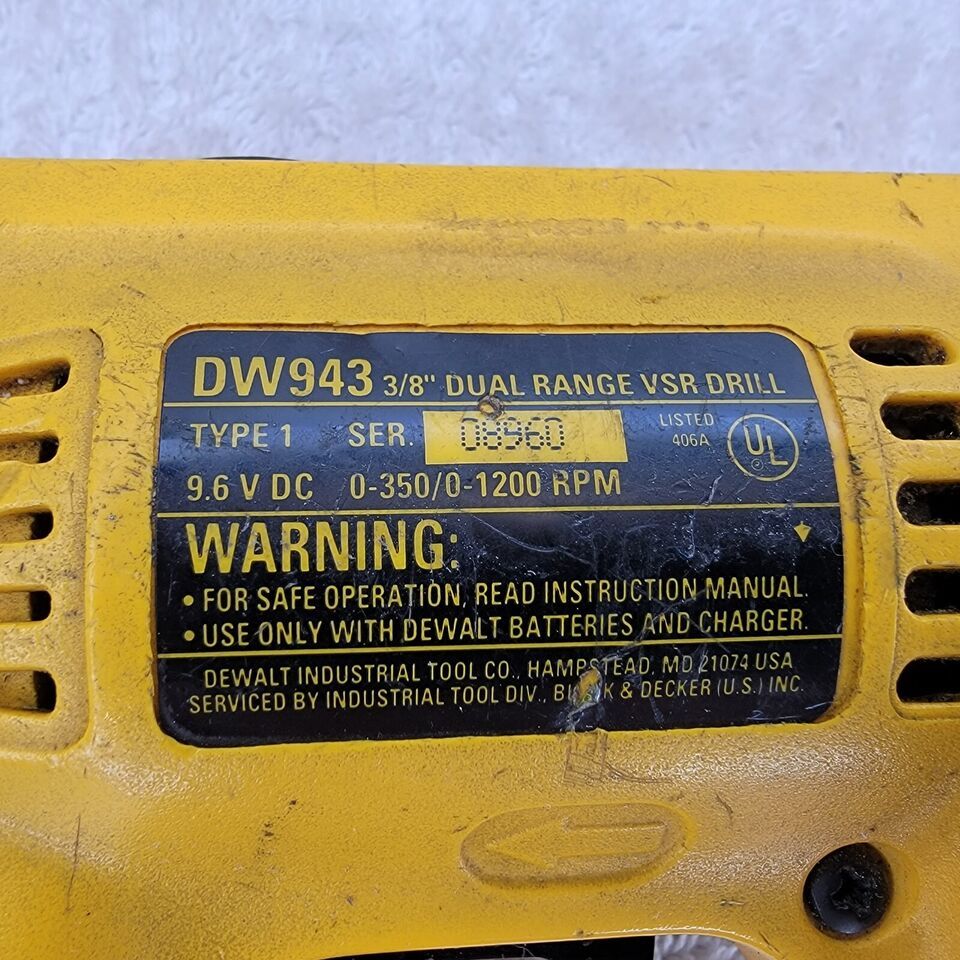 DW943 3/8" DUAL RANGE VSR DRILL
TYPE 1 SER. 08960 LISTED 406A UL
9.6 V DC 0-350/0-1200 RPM
WARNING:
• FOR SAFE OPERATION, READ INSTRUCTION MANUAL.
• USE ONLY WITH DEWALT BATTERIES AND CHARGER.
DEWALT INDUSTRIAL TOOL CO., HAMPSTEAD, MD 21074 USA
SERVICED BY INDUSTRIAL TOOL DIV., & DECKER (U.S.) INC.